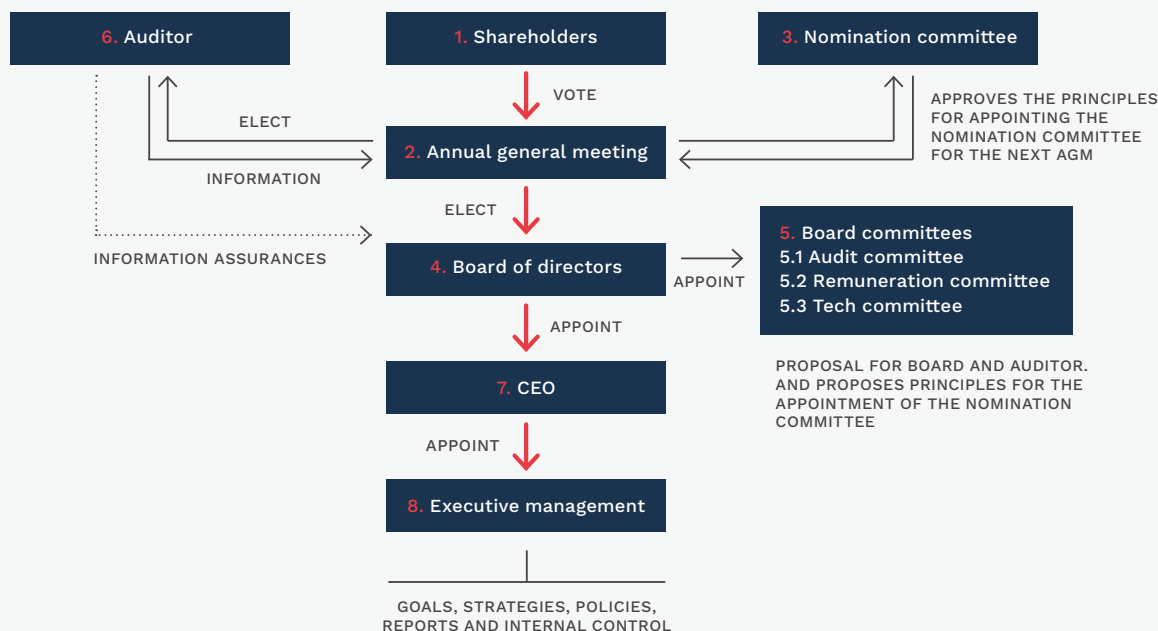 6. Auditor
1. Shareholders
3. Nomination committee
VOTE
APPROVES THE PRINCIPLES
FOR APPOINTING THE
NOMINATION COMMITTEE
FOR THE NEXT AGM
ELECT
2. Annual general meeting
INFORMATION
ELECT
INFORMATION ASSURANCES
4. Board of directors
APPOINT
5. Board committees
5.1 Audit committee
5.2 Remuneration committee
5.3 Tech committee
APPOINT
PROPOSAL FOR BOARD AND AUDITOR.
AND PROPOSES PRINCIPLES FOR THE
APPOINTMENT OF THE NOMINATION
COMMITTEE
7. CEO
APPOINT
8. Executive management
GOALS, STRATEGIES, POLICIES,
REPORTS AND INTERNAL CONTROL